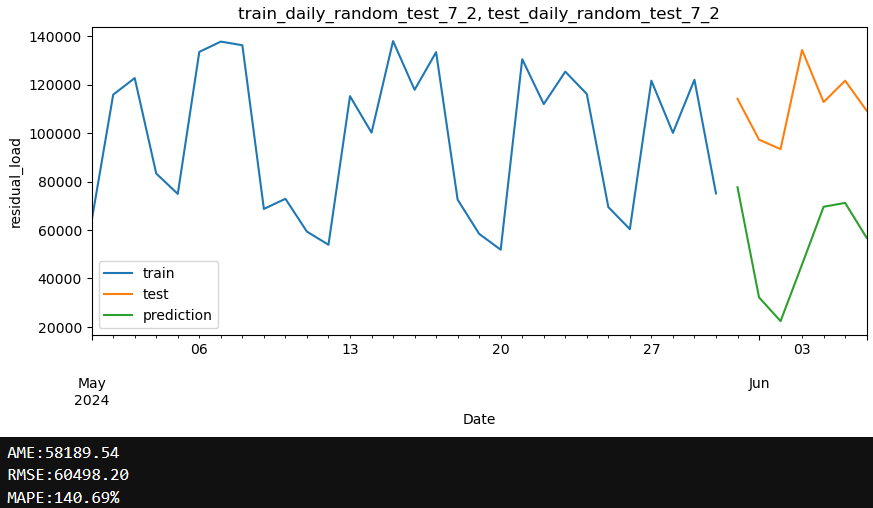 train_daily_random_test_7_2, test_daily_random_test_7_2
140000
120000
100000
80000
60000
40000
20000
residual_load
train
test
prediction
06 13 20 27 03
May Jun
2024
Date
AME:58189.54
RMSE:60498.20
MAPE:140.69%